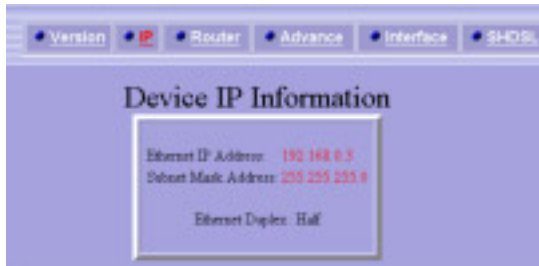 Version IP Router Advance Interface SHDSL
Device IP Information
Ethernet IP Address: 192.168.0.3
Subnet Mask Address: 255.255.255.0
Ethernet Duplex: Half